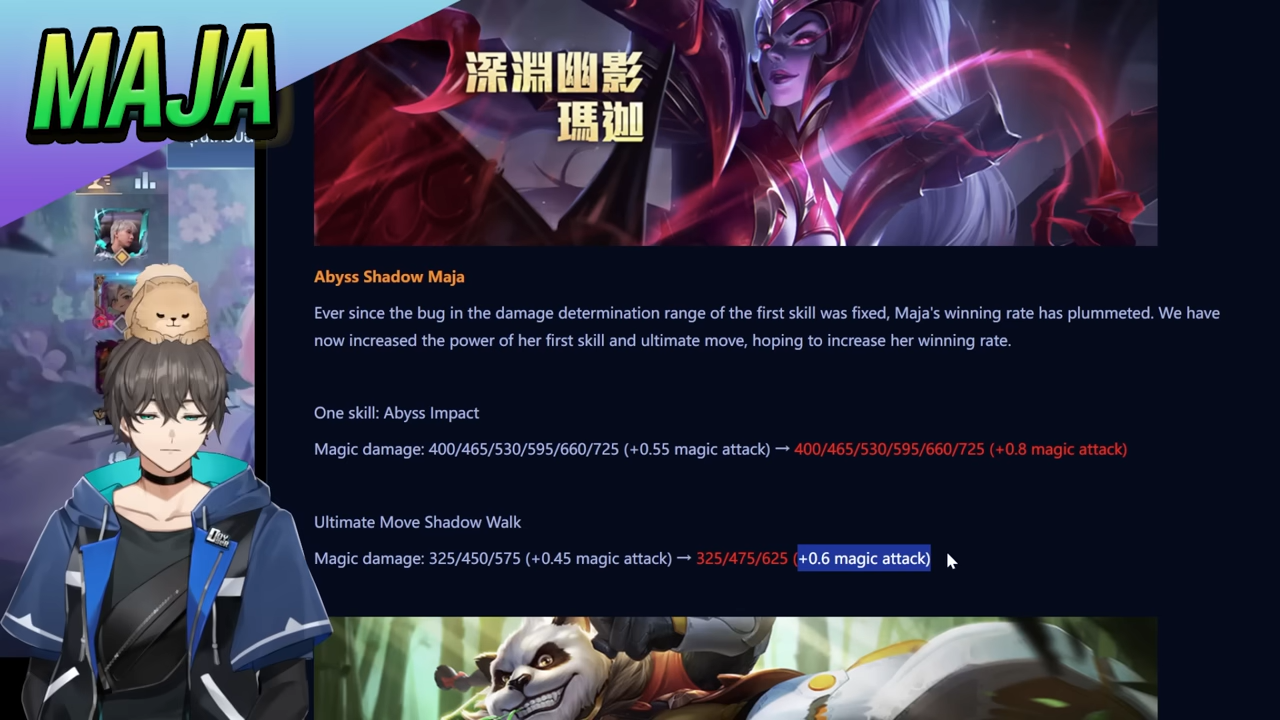 MAJA
深淵幽影
瑪迦
Abyss Shadow Maja
Ever since the bug in the damage determination range of the first skill was fixed, Maja's winning rate has plummeted. We have
now increased the power of her first skill and ultimate move, hoping to increase her winning rate.
One skill: Abyss Impact
Magic damage: 400/465/530/595/660/725 (+0.55 magic attack) → 400/465/530/595/660/725 (+0.8 magic attack)
Ultimate Move Shadow Walk
Magic damage: 325/450/575 (+0.45 magic attack) → 325/475/625 (+0.6 magic attack)